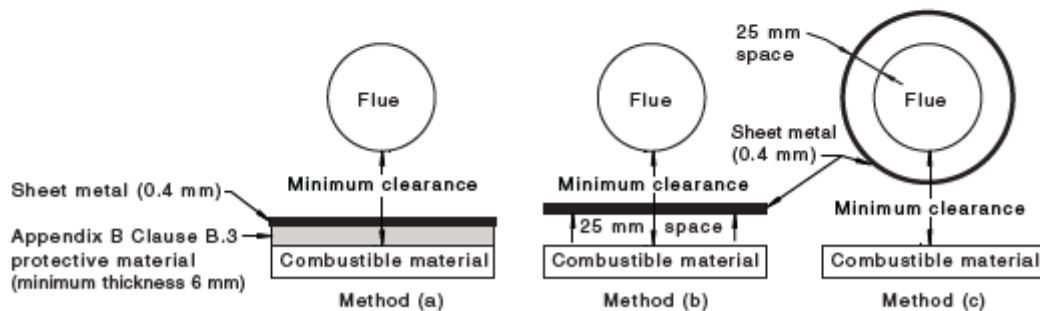 Flue
Minimum clearance
Sheet metal (0.4 mm)
Appendix B Clause B.3
protective material
(minimum thickness 6 mm)
Combustible material
Method (a)
Flue
Minimum clearance
25 mm space
Combustible material
Method (b)
25 mm
space
Flue
Sheet metal
(0.4 mm)
Minimum clearance
Combustible material
Method (c)